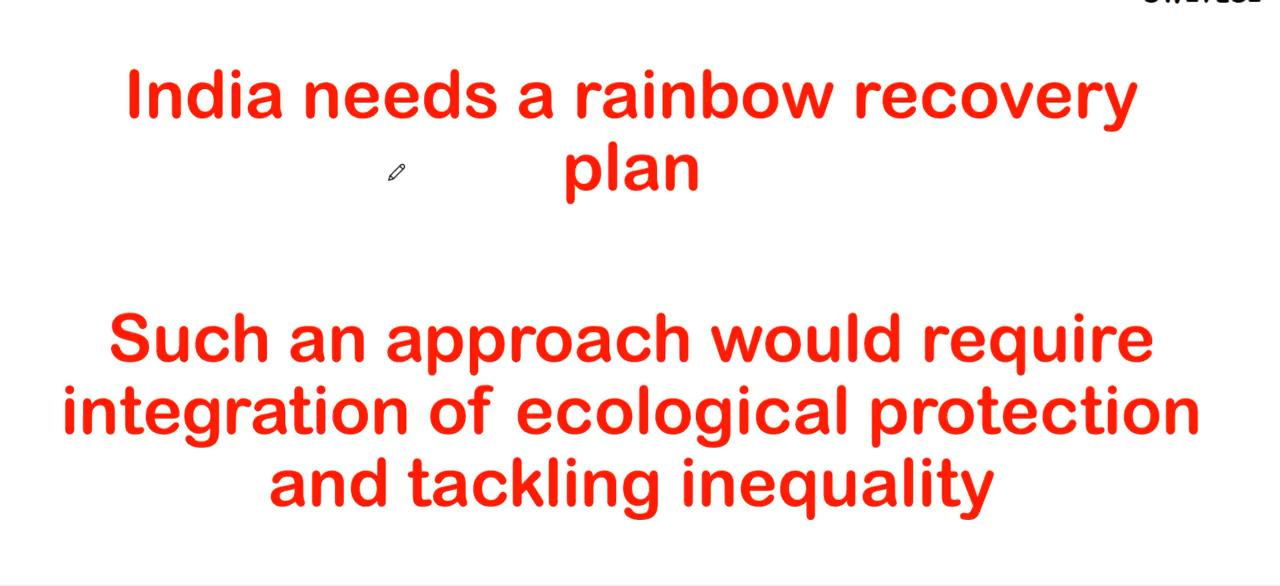 India needs a rainbow recovery
plan
Such an approach would require
integration of ecological protection
and tackling inequality